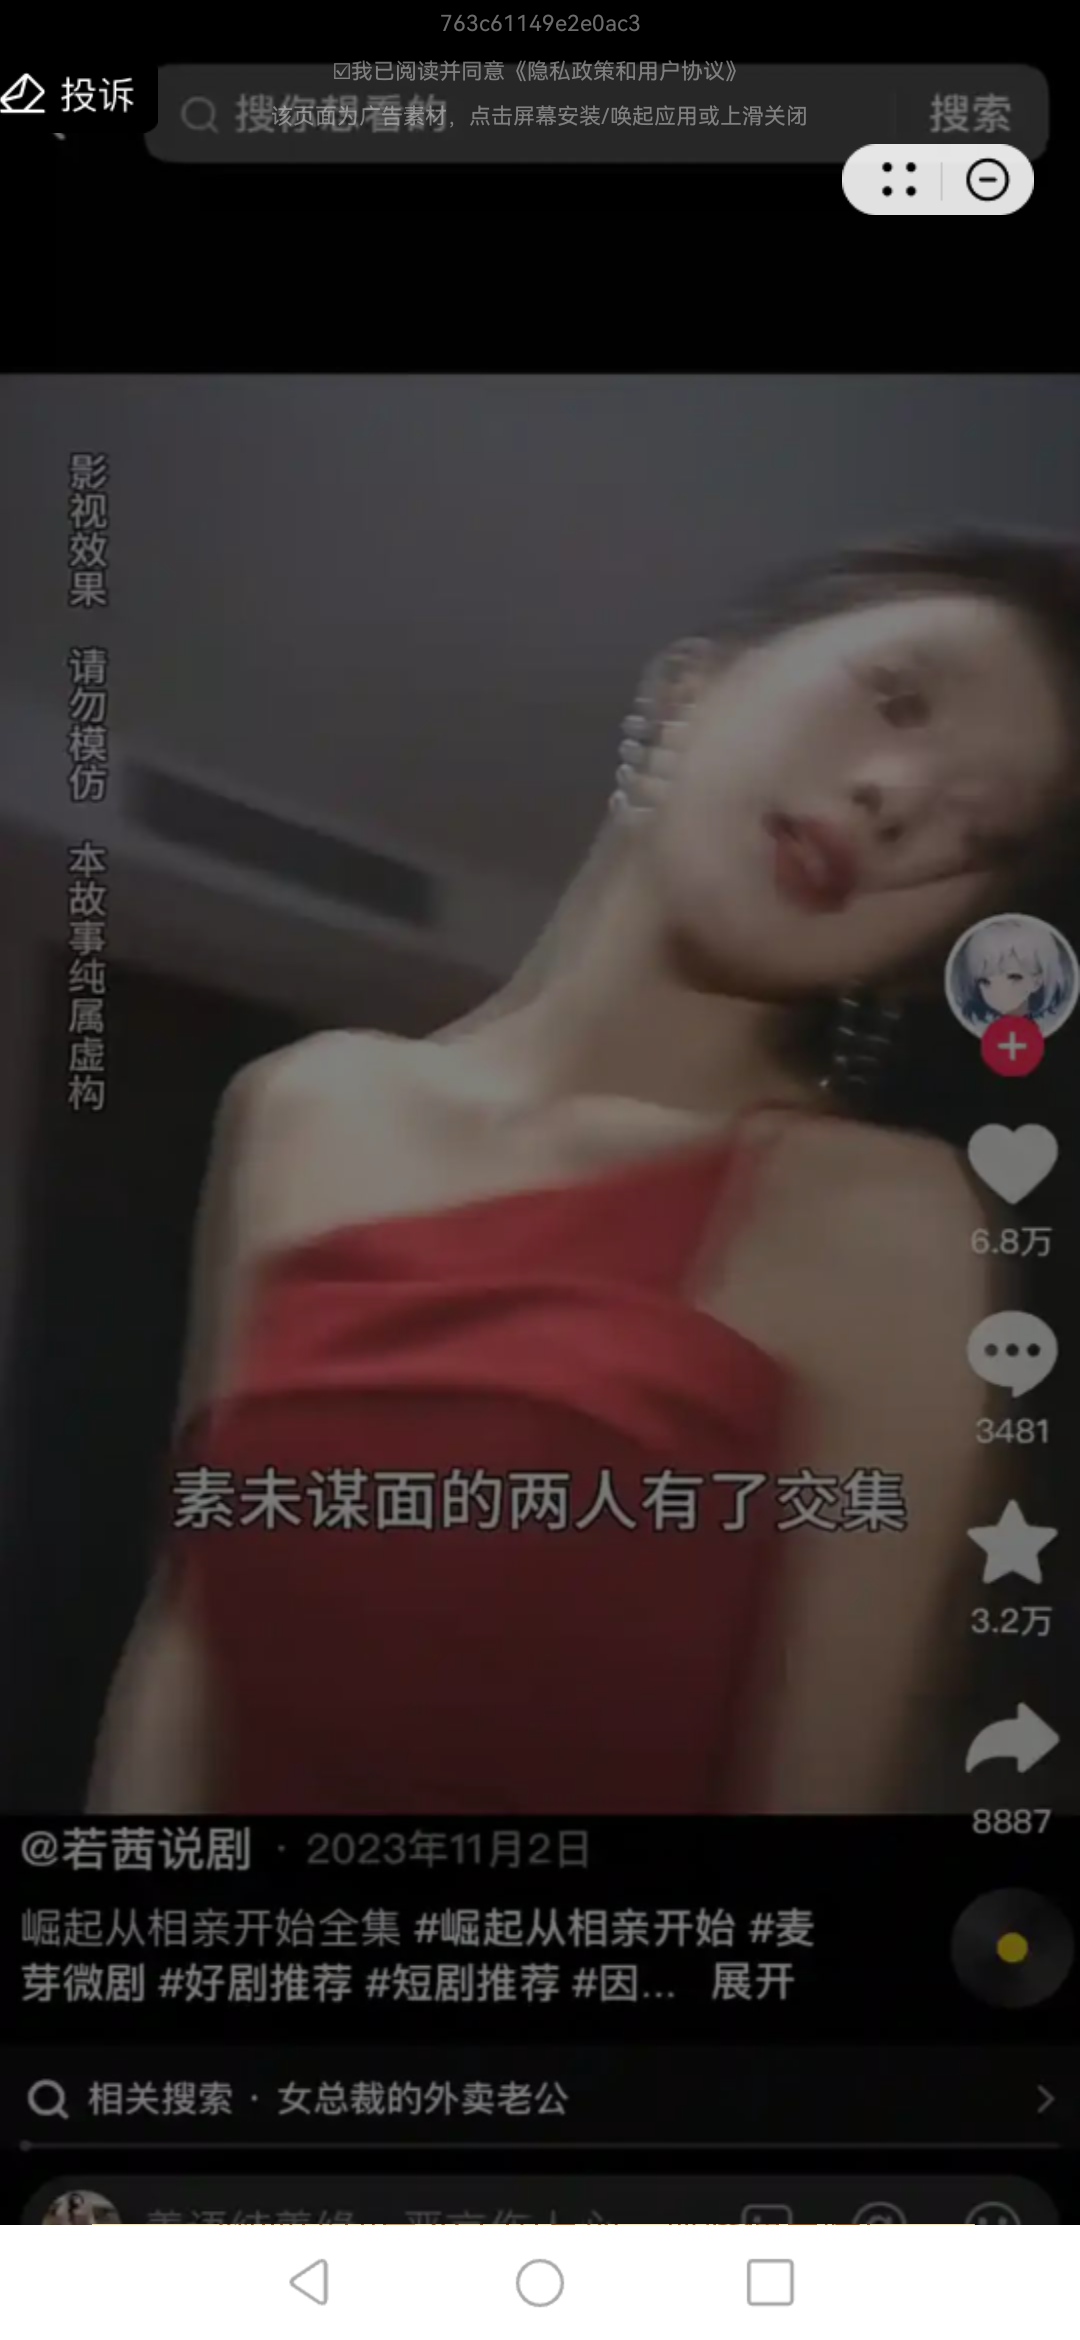 763c61149e2e0ac3
☑我已阅读并同意《隐私政策和用户协议》
投诉
搜你想看的
搜索
该页面为广告素材，点击屏幕安装/唤起应用或上滑关闭
影视效果 请勿模仿 本故事纯属虚构
6.8万
3481
素未谋面的两人有了交集
3.2万
8887
@若茜说剧 · 2023年11月2日
崛起从相亲开始全集 #崛起从相亲开始 #麦
芽微剧 #好剧推荐 #短剧推荐 #因... 展开
相关搜索 · 女总裁的外卖老公